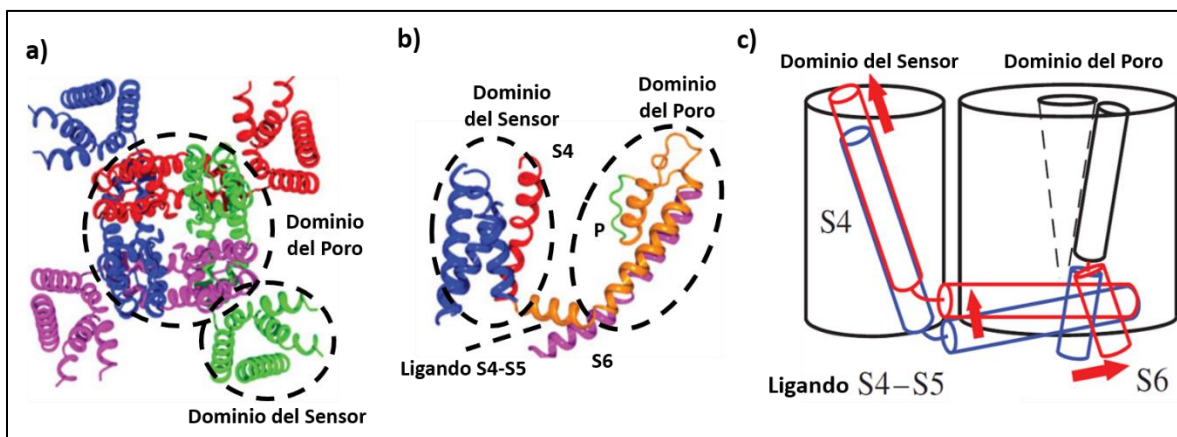 a)
Dominio
del Poro
Dominio del Sensor
b)
Dominio
del Sensor
Dominio
del Poro
S4
P
Ligando S4-S5
S6
c)
Dominio del Sensor
Dominio del Poro
S4
Ligando S4–S5
S6